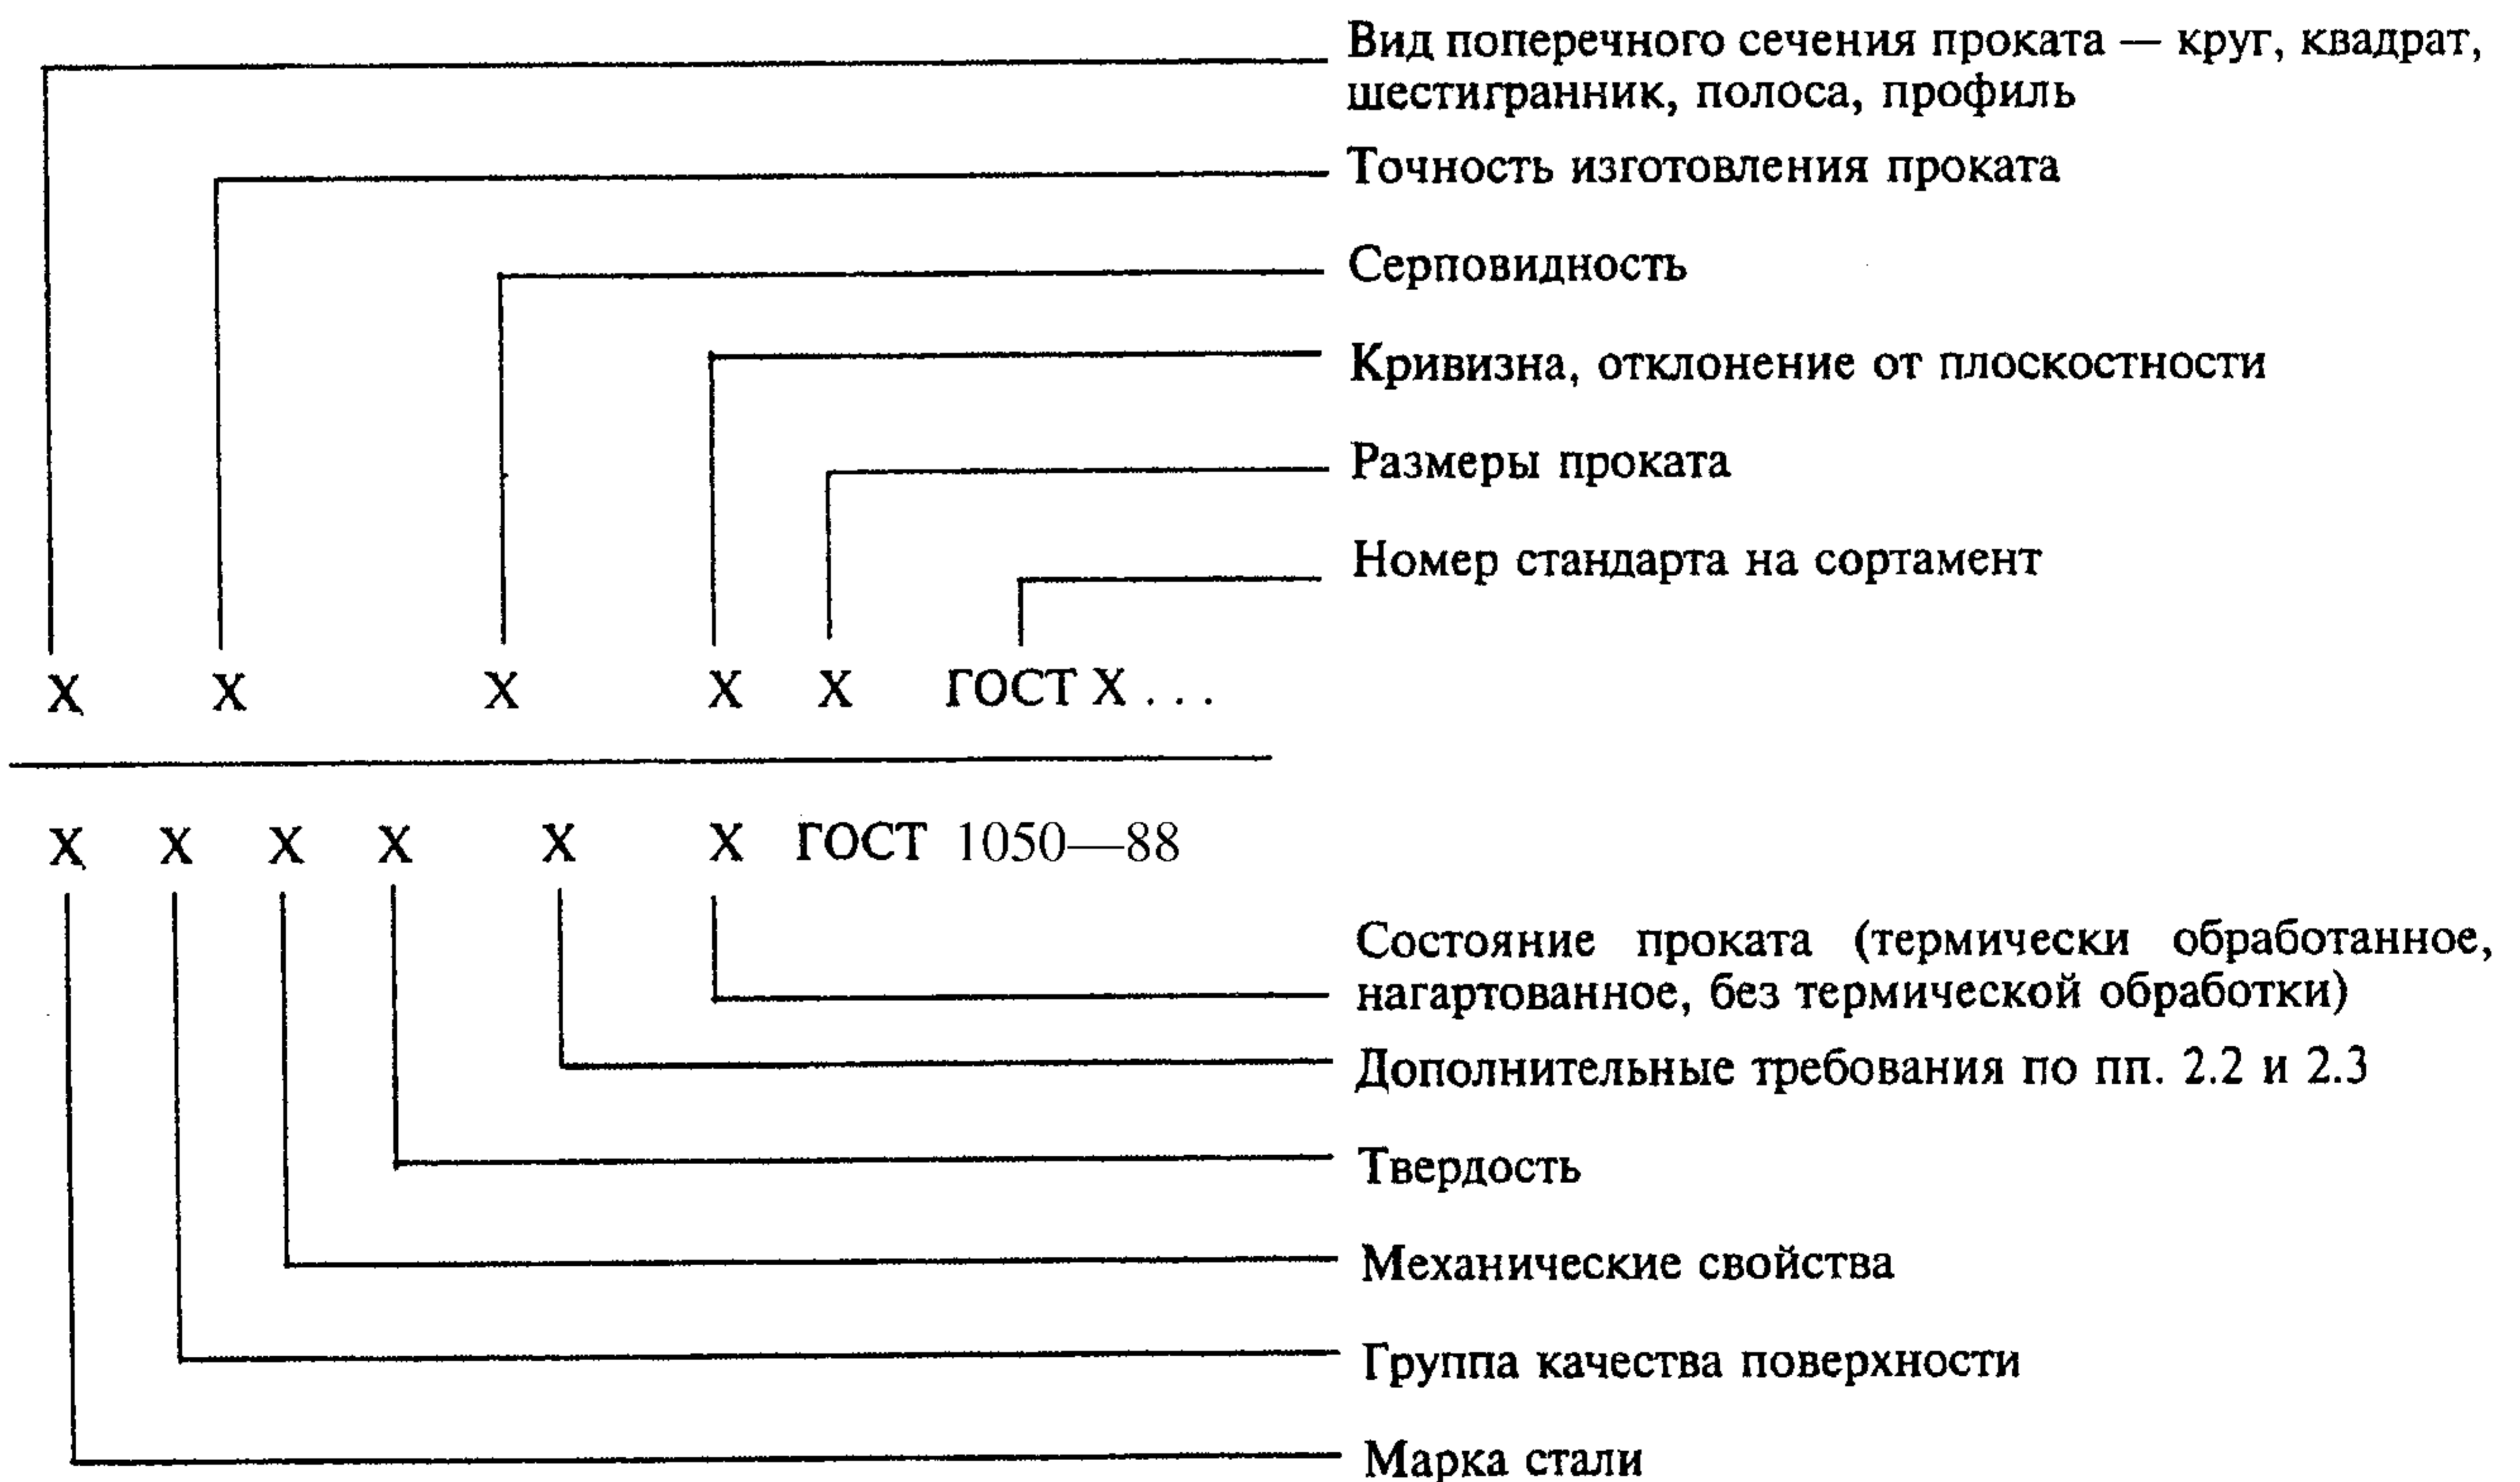 Вид поперечного сечения проката — круг, квадрат,
шестигранник, полоса, профиль
Точность изготовления проката
Серповидность
Кривизна, отклонение от плоскостности
Размеры проката
Номер стандарта на сортамент
Х Х Х Х Х ГОСТ Х . . .
Х Х Х Х Х Х ГОСТ 1050—88
Состояние проката (термически обработанное,
нагартованное, без термической обработки)
Дополнительные требования по пп. 2.2 и 2.3
Твердость
Механические свойства
Группа качества поверхности
Марка стали